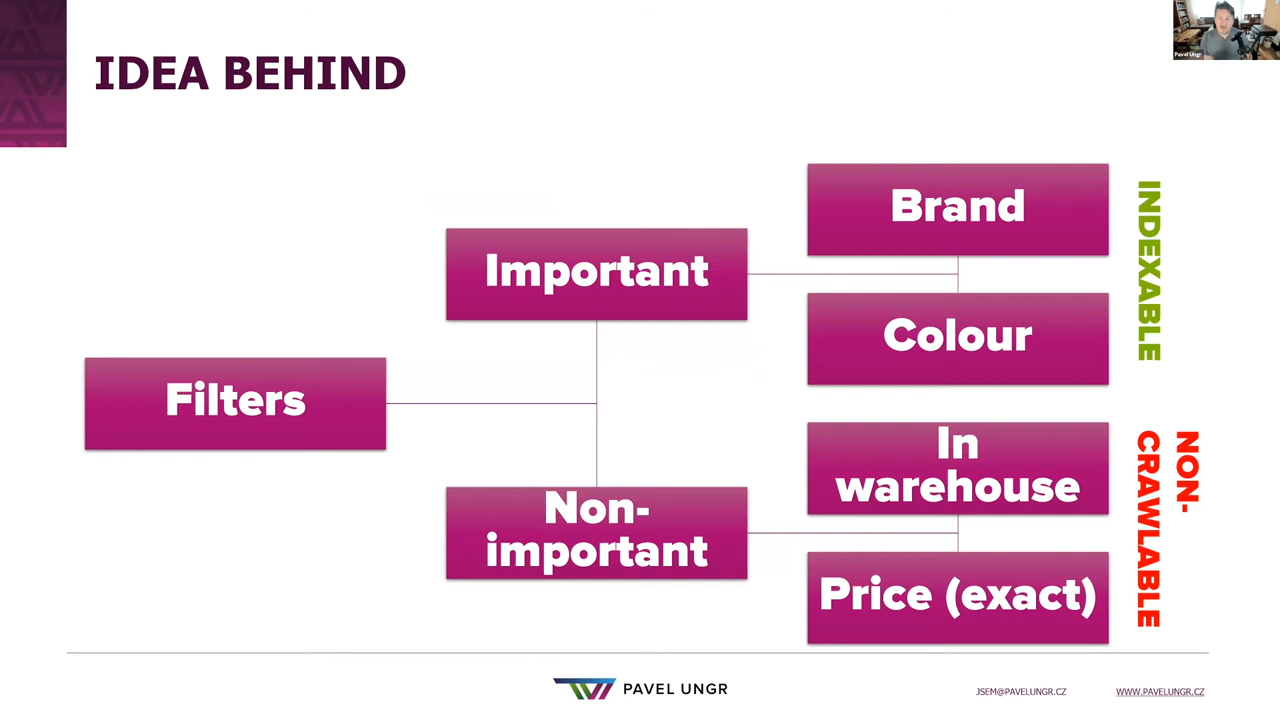 IDEA BEHIND
Pavel Ungr
Filters
Important
Non-
important
Brand
Colour
In
warehouse
Price (exact)
INDEXABLE
NON-
CRAWLABLE
PAVEL UNGR
JSEM@PAVELUNGR.CZ
WWW.PAVELUNGR.CZ